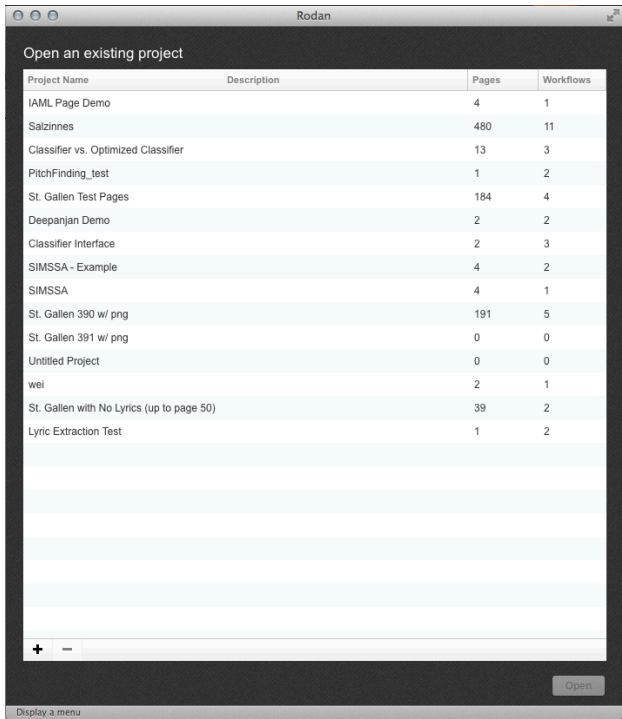 Rodan
Open an existing project
Project Name Description Pages Workflows
IAML Page Demo 4 1
Salzinnes 480 11
Classifier vs. Optimized Classifier 13 3
PitchFinding_test 1 2
St. Gallen Test Pages 184 4
Deepanjan Demo 2 2
Classifier Interface 2 3
SIMSSA - Example 4 2
SIMSSA 4 1
St. Gallen 390 w/ png 191 5
St. Gallen 391 w/ png 0 0
Untitled Project 0 0
wei 2 1
St. Gallen with No Lyrics (up to page 50) 39 2
Lyric Extraction Test 1 2
Open
Display a menu